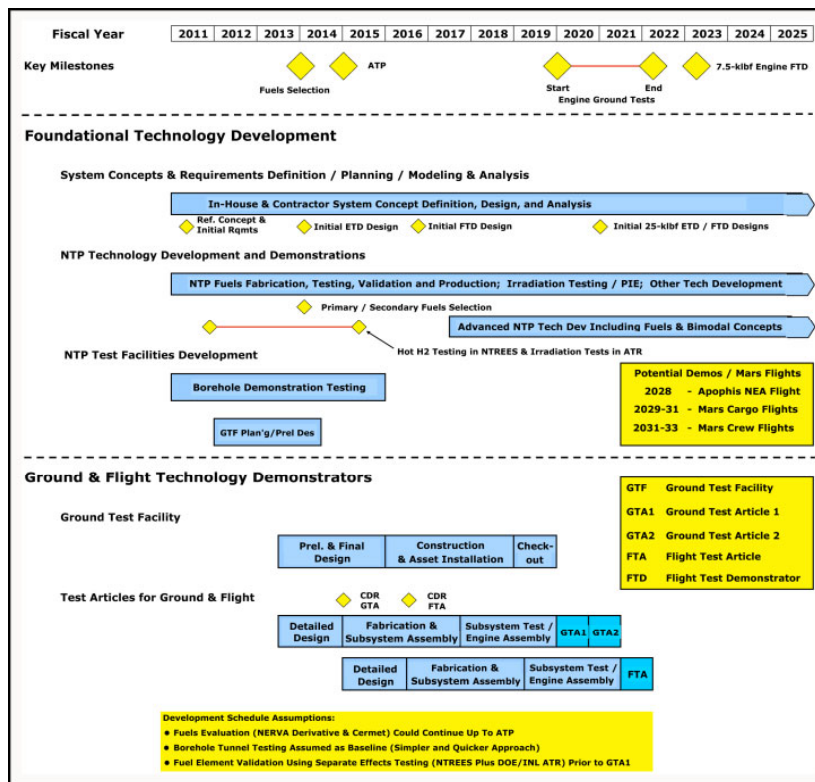 Fiscal Year 2011 2012 2013 2014 2015 2016 2017 2018 2019 2020 2021 2022 2023 2024 2025
Key Milestones
Fuels Selection
ATP
Start
End
Engine Ground Tests
7.5-klbf Engine FTD
Foundational Technology Development
System Concepts & Requirements Definition / Planning / Modeling & Analysis
In-House & Contractor System Concept Definition, Design, and Analysis
Ref. Concept &
Initial Rqmts
Initial ETD Design
Initial FTD Design
Initial 25-klbf ETD / FTD Designs
NTP Technology Development and Demonstrations
NTP Fuels Fabrication, Testing, Validation and Production; Irradiation Testing / PIE; Other Tech Development
Primary / Secondary Fuels Selection
Advanced NTP Tech Dev Including Fuels & Bimodal Concepts
Hot H2 Testing in NTREES & Irradiation Tests in ATR
NTP Test Facilities Development
Borehole Demonstration Testing
GTF Plan'g/Prel Des
Potential Demos / Mars Flights
2028 - Apophis NEA Flight
2029-31 - Mars Cargo Flights
2031-33 - Mars Crew Flights
Ground & Flight Technology Demonstrators
GTF Ground Test Facility
GTA1 Ground Test Article 1
GTA2 Ground Test Article 2
FTA Flight Test Article
FTD Flight Test Demonstrator
Ground Test Facility
Prel. & Final
Design
Construction
& Asset Installation
Check-
out
Test Articles for Ground & Flight
CDR
GTA
CDR
FTA
Detailed
Design
Fabrication &
Subsystem Assembly
Subsystem Test /
Engine Assembly
GTA1
GTA2
Detailed
Design
Fabrication &
Subsystem Assembly
Subsystem Test /
Engine Assembly
FTA
Development Schedule Assumptions:
• Fuels Evaluation (NERVA Derivative & Cermet) Could Continue Up To ATP
• Borehole Tunnel Testing Assumed as Baseline (Simpler and Quicker Approach)
• Fuel Element Validation Using Separate Effects Testing (NTREES Plus DOE/INL ATR) Prior to GTA1